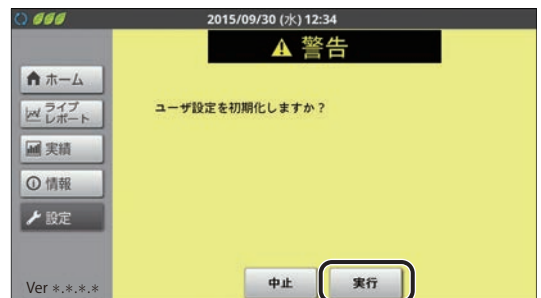 2015/09/30 (水) 12:34
警告
ホーム
ライブ
レポート
実績
情報
設定
Ver *.*.*.*
ユーザ設定を初期化しますか？
中止
実行